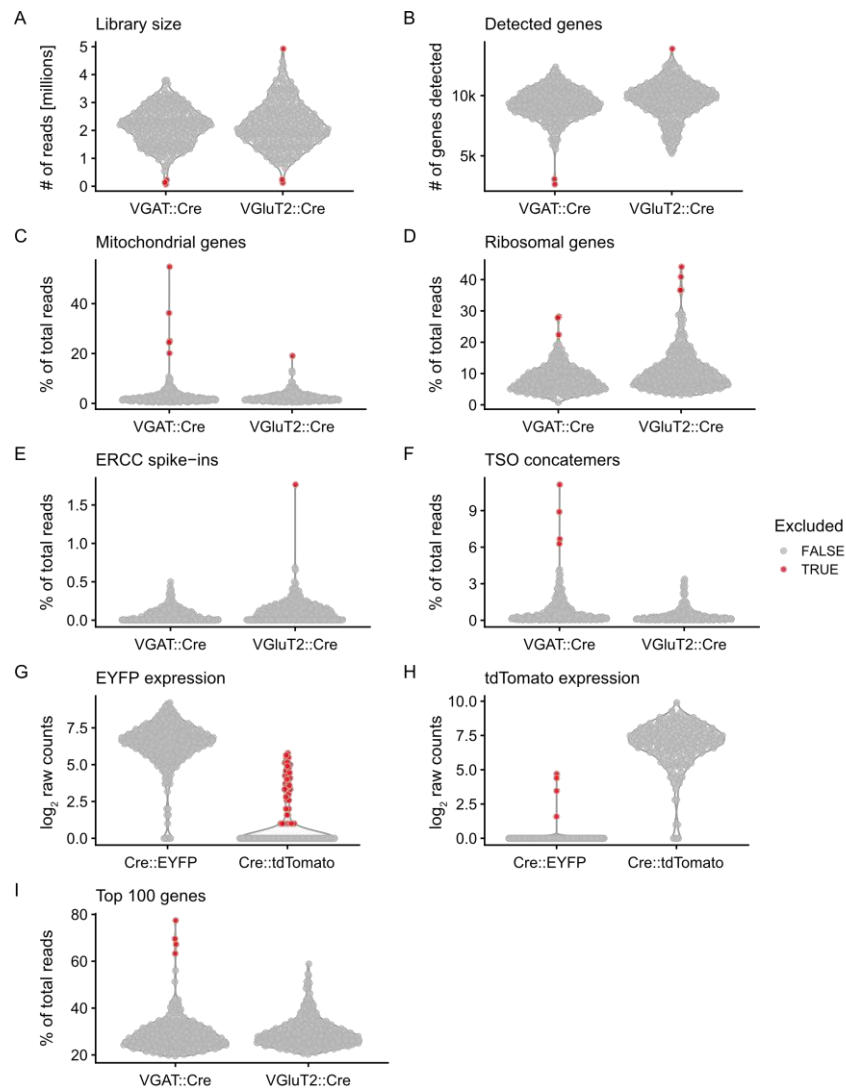 A
Library size
# of reads [millions]
5
4
3
2
1
0
VGAT::Cre
VGluT2::Cre
B
Detected genes
# of genes detected
10k
5k
VGAT::Cre
VGluT2::Cre
C
Mitochondrial genes
% of total reads
40
20
0
VGAT::Cre
VGluT2::Cre
D
Ribosomal genes
% of total reads
40
30
20
10
0
VGAT::Cre
VGluT2::Cre
E
ERCC spike−ins
% of total reads
1.5
1.0
0.5
0.0
VGAT::Cre
VGluT2::Cre
F
TSO concatemers
% of total reads
9
6
3
0
VGAT::Cre
VGluT2::Cre
Excluded
FALSE
TRUE
G
EYFP expression
log₂ raw counts
7.5
5.0
2.5
0.0
Cre::EYFP
Cre::tdTomato
H
tdTomato expression
log₂ raw counts
10.0
7.5
5.0
2.5
0.0
Cre::EYFP
Cre::tdTomato
I
Top 100 genes
% of total reads
80
60
40
20
VGAT::Cre
VGluT2::Cre